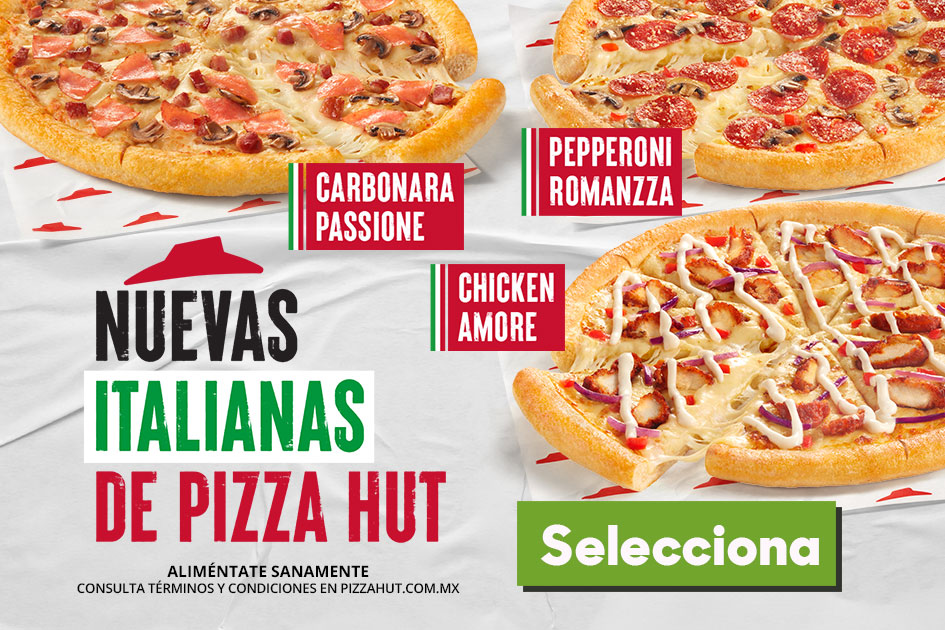 CARBONARA
PASSIONE
PEPPERONI
ROMANZZA
CHICKEN
AMORE
NUEVAS
ITALIANAS
DE PIZZA HUT
Selecciona
ALIMÉNTATE SANAMENTE
CONSULTA TÉRMINOS Y CONDICIONES EN PIZZAHUT.COM.MX